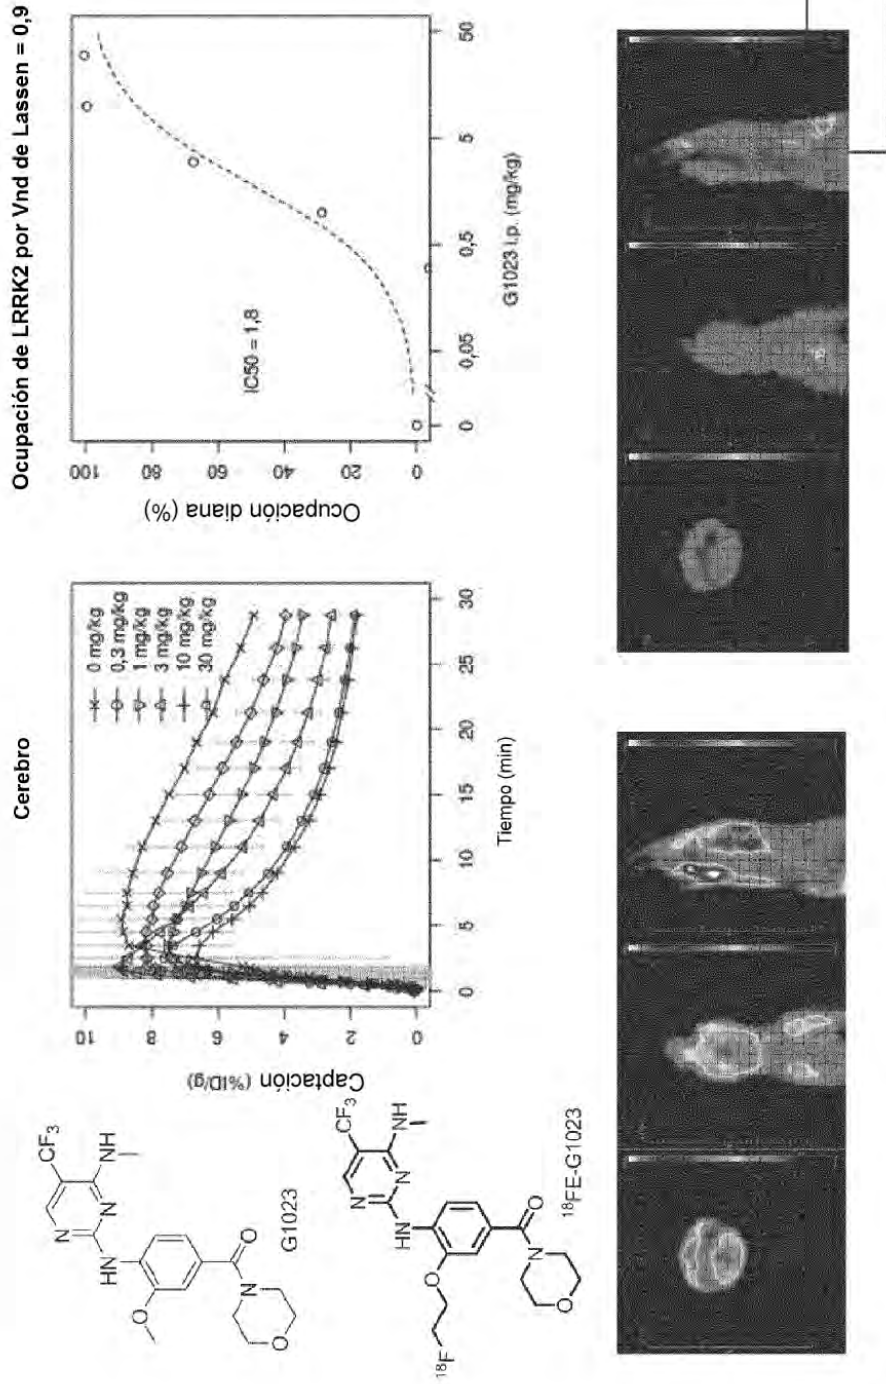 Ocupación de LRRK2 por Vnd de Lassen = 0,9
Cerebro
CF₃
NH
N
N
HN
O
O
N
O
G1023
CF₃
NH
N
N
HN
O
¹⁸F
O
N
O
¹⁸FE-G1023
Captación (%ID/g)
10
8
6
4
2
0
0 mg/kg
0,3 mg/kg
1 mg/kg
3 mg/kg
10 mg/kg
30 mg/kg
0 5 10 15 20 25 30
Tiempo (min)
Ocupación diana (%)
100
80
60
40
20
0
IC50 = 1,8
0 0,05 0,5 5 50
G1023 i.p. (mg/kg)